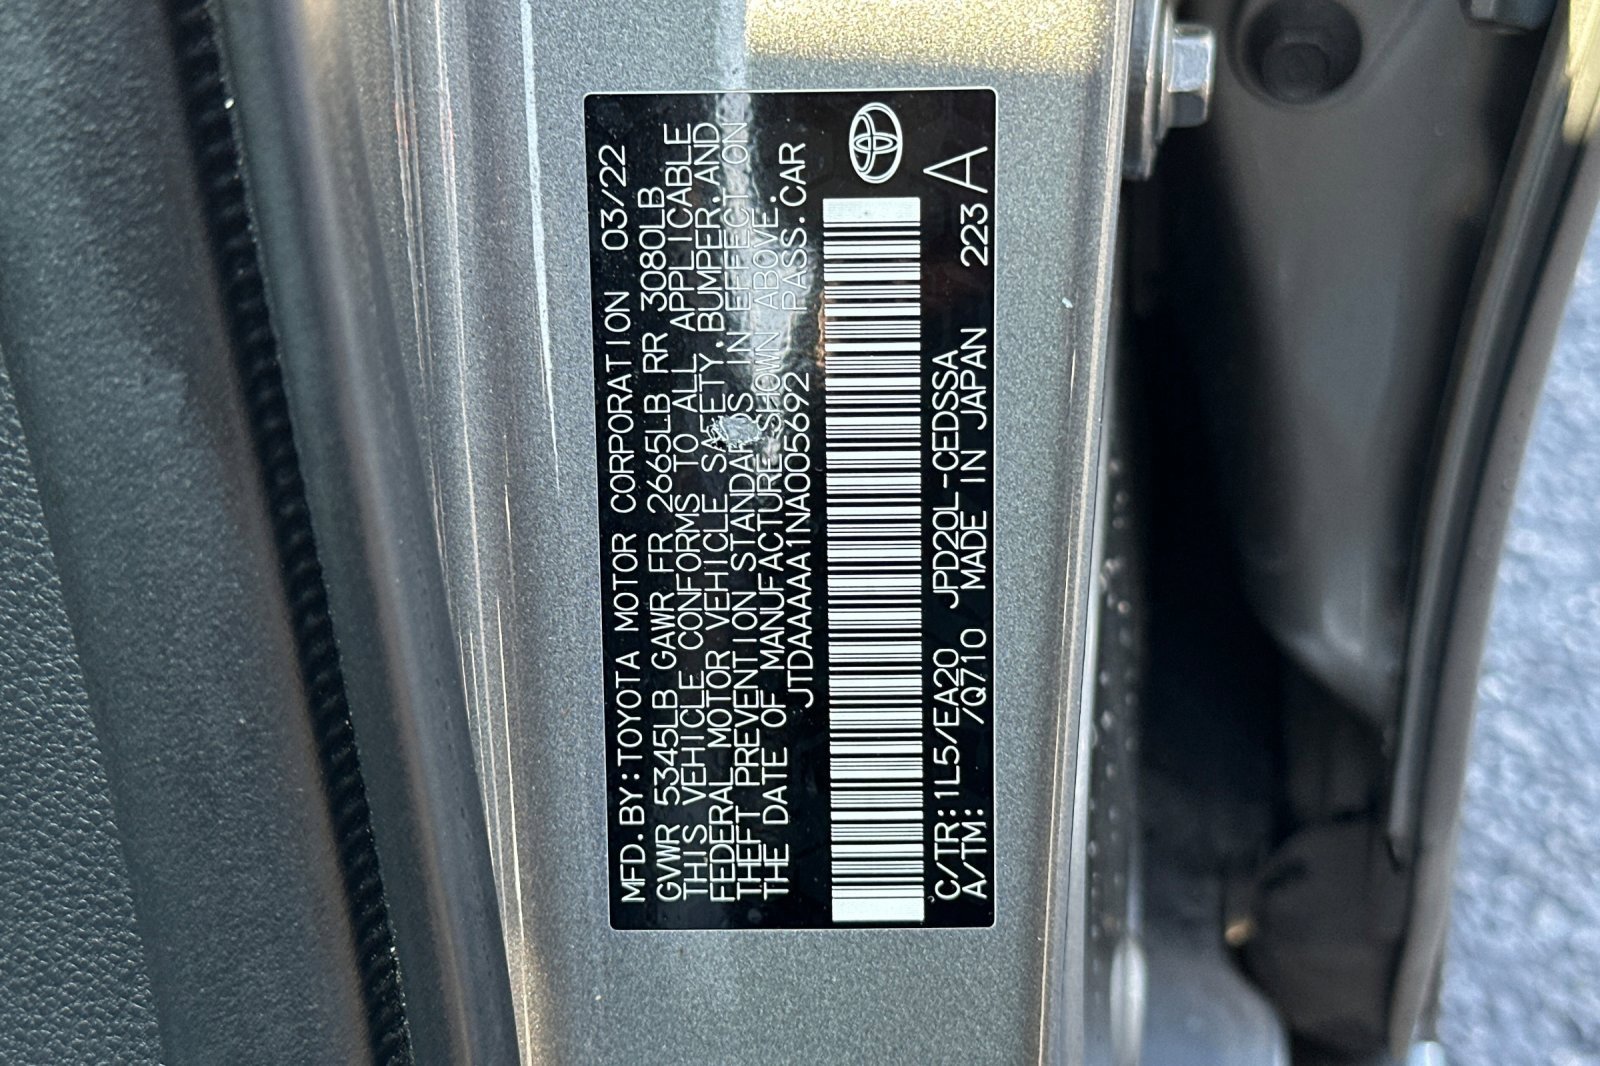 MFD.BY:TOYOTA MOTOR CORPORATION 03/22
GVWR 5345LB GAWR FR 2665LB RR 3080LB
THIS VEHICLE CONFORMS TO ALL APPLICABLE
FEDERAL MOTOR VEHICLE SAFETY,BUMPER,AND
THEFT PREVENTION STANDARDS IN EFFECT ON
THE DATE OF MANUFACTURE SHOWN ABOVE.
JTDAAAAA1NA005692 PASS.CAR
C/TR:1L5/EA20 JPD20L-CEDSSA
A/TM: /Q710 MADE IN JAPAN 223A